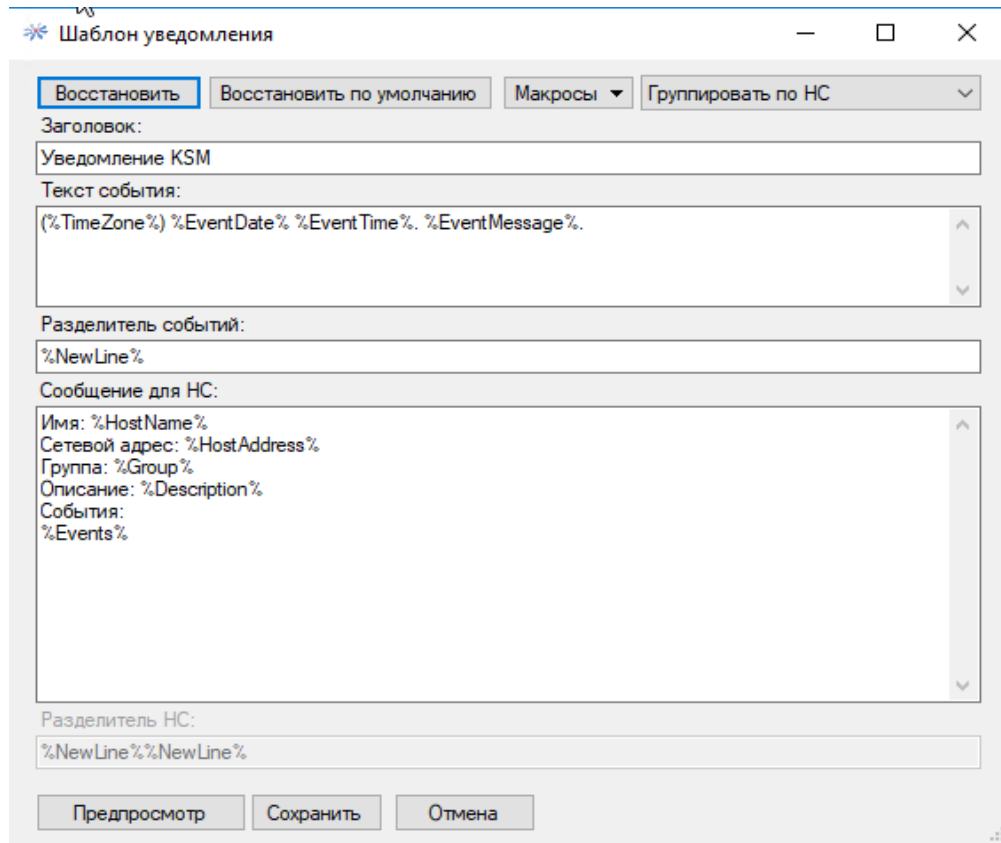 Шаблон уведомления
Восстановить Восстановить по умолчанию Макросы Группировать по НС
Заголовок:
Уведомление KSM
Текст события:
(%TimeZone%) %EventDate% %EventTime%. %EventMessage%.
Разделитель событий:
%NewLine%
Сообщение для НС:
Имя: %HostName%
Сетевой адрес: %HostAddress%
Группа: %Group%
Описание: %Description%
События:
%Events%
Разделитель НС:
%NewLine%%NewLine%
Предпросмотр Сохранить Отмена